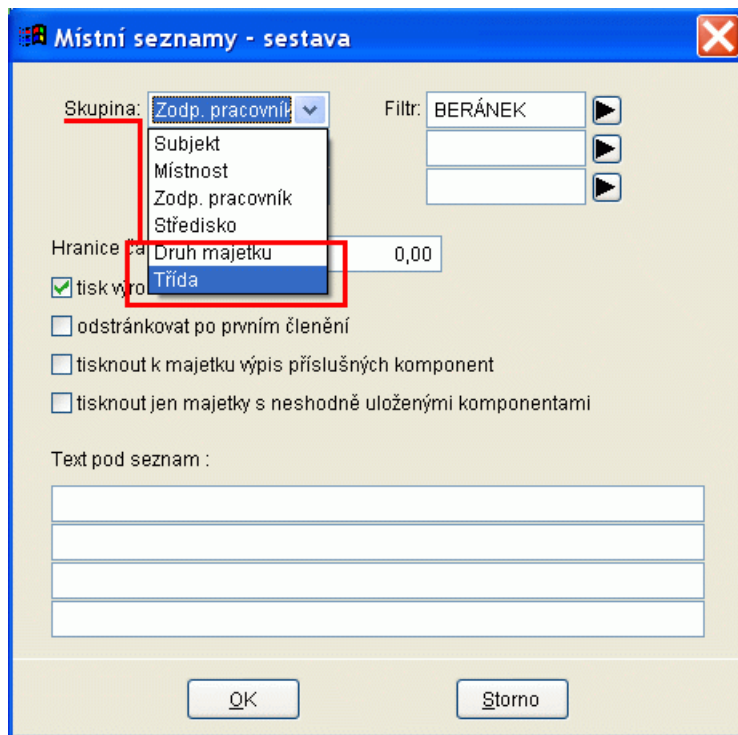 Místní seznamy - sestava
Skupina: Zodp. pracovník Filtr: BERÁNEK
Subjekt
Místnost
Zodp. pracovník
Středisko
Druh majetku
Třída
Hranice 0,00
tisk
odstránkovat po prvním členění
tisknout k majetku výpis příslušných komponent
tisknout jen majetky s neshodně uloženými komponentami
Text pod seznam :
OK Storno